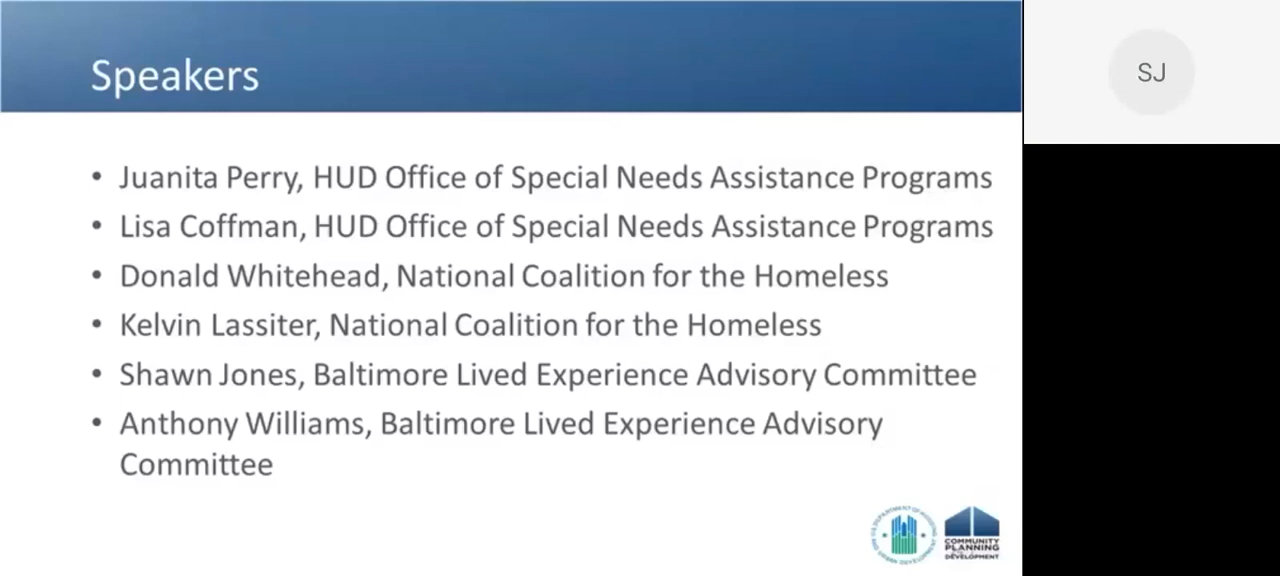 Speakers
SJ
• Juanita Perry, HUD Office of Special Needs Assistance Programs
• Lisa Coffman, HUD Office of Special Needs Assistance Programs
• Donald Whitehead, National Coalition for the Homeless
• Kelvin Lassiter, National Coalition for the Homeless
• Shawn Jones, Baltimore Lived Experience Advisory Committee
• Anthony Williams, Baltimore Lived Experience Advisory
Committee
COMMUNITY
PLANNING
DEVELOPMENT